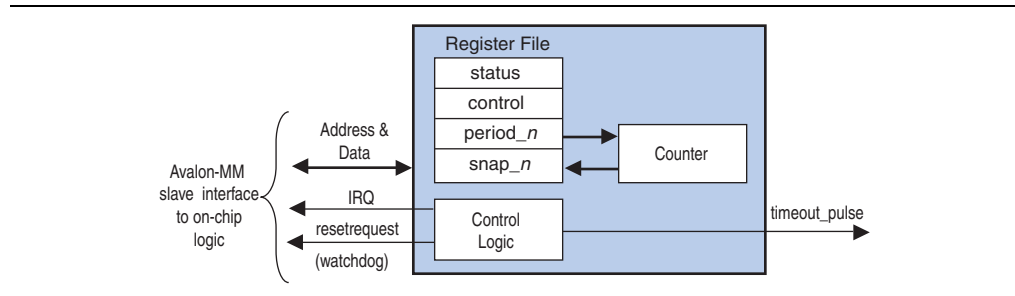 Register File
status
control
period_n
snap_n
Counter
Address &
Data
Avalon-MM
slave interface
to on-chip
logic
IRQ
resetrequest
(watchdog)
Control
Logic
timeout_pulse